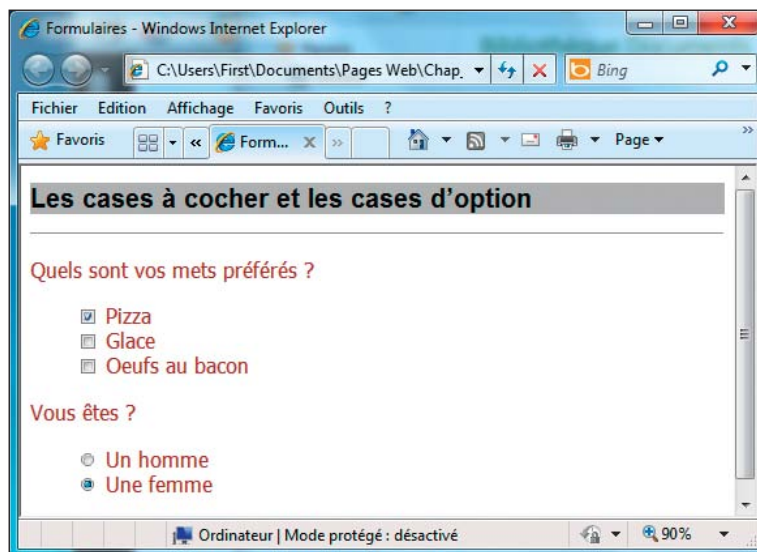 Formulaires - Windows Internet Explorer
C:\Users\First\Documents\Pages Web\Chap_
Bing
Fichier Edition Affichage Favoris Outils ?
Favoris
Form...
Page
Les cases à cocher et les cases d'option
Quels sont vos mets préférés ?
Pizza
Glace
Oeufs au bacon
Vous êtes ?
Un homme
Une femme
Ordinateur | Mode protégé : désactivé
90%